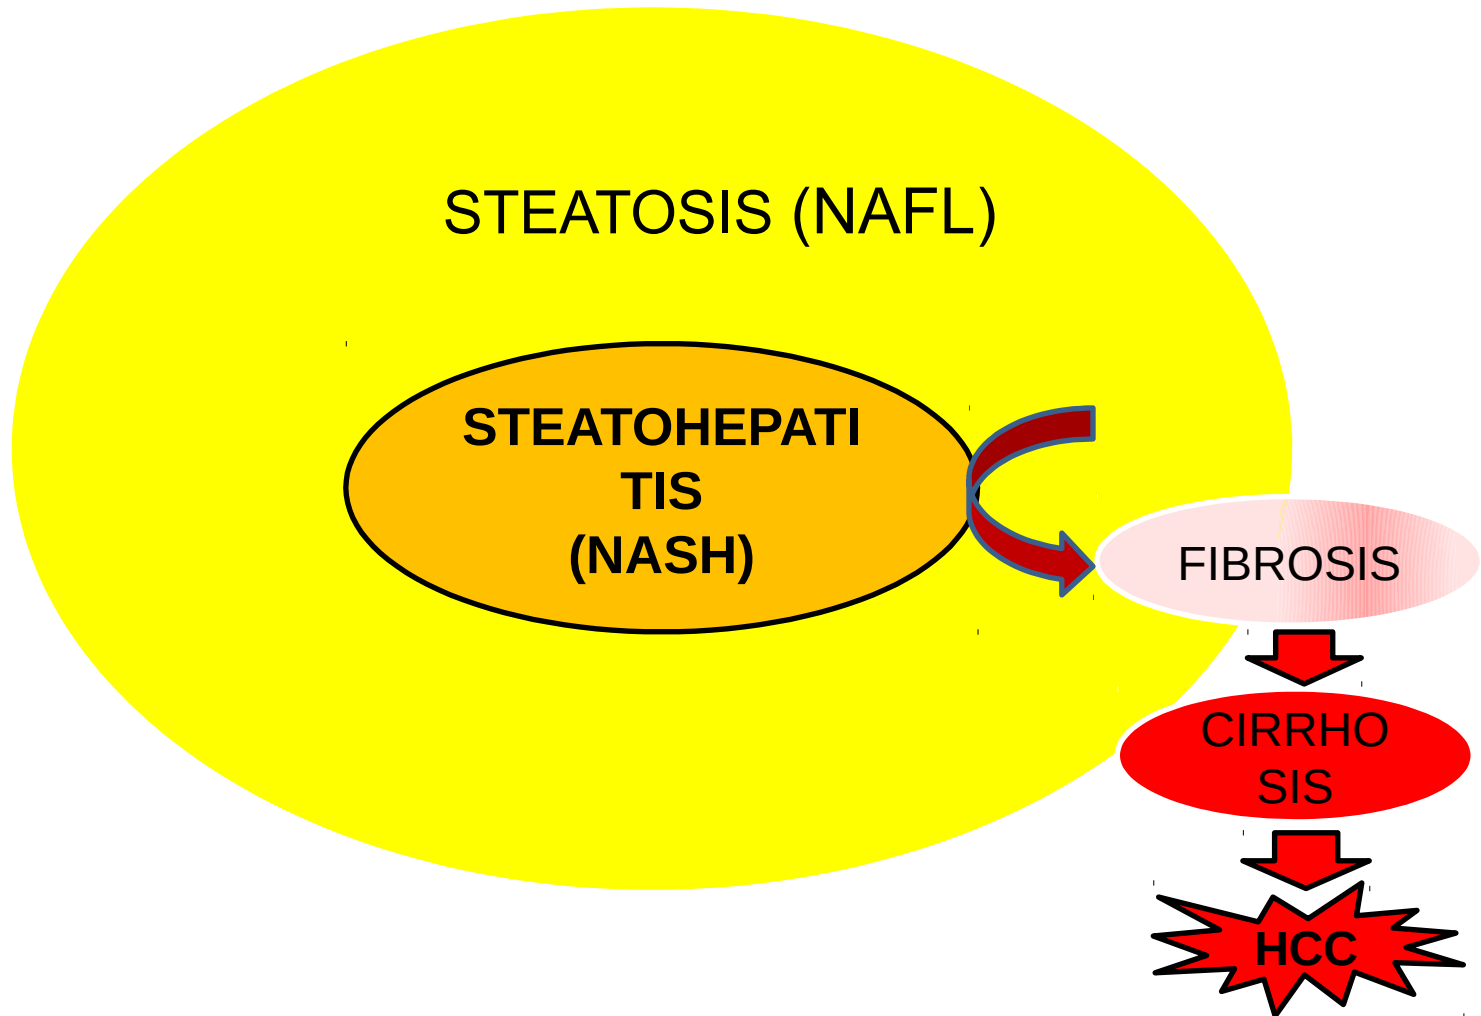 STEATOSIS (NAFL)
STEATOHEPATI
TIS
(NASH)
FIBROSIS
CIRRHO
SIS
HCC